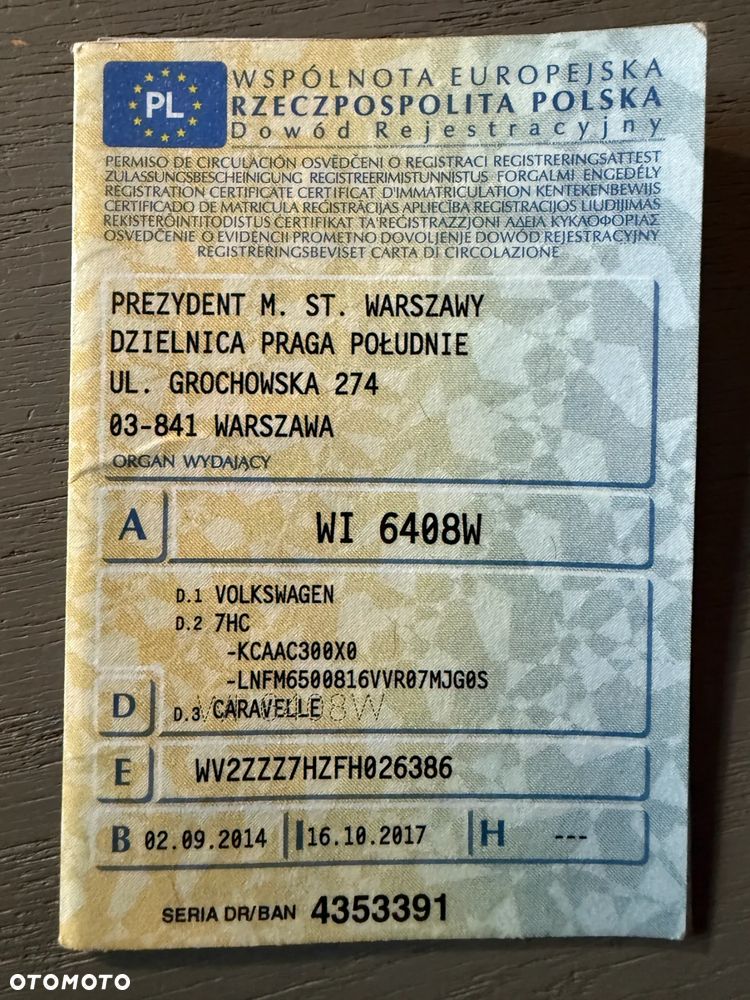 PL
WSPÓLNOTA EUROPEJSKA
RZECZPOSPOLITA POLSKA
Dowód Rejestracyjny
PERMISO DE CIRCULACIÓN OSVĚDČENI O REGISTRACI REGISTRERINGSATTEST
ZULASSUNGSBESCHEINIGUNG REGISTREERIMISTUNNISTUS FORGALMI ENGEDÉLY
REGISTRATION CERTIFICATE CERTIFICAT D'IMMATRICULATION KENTEKENBEWIJS
CERTIFICADO DE MATRICULA REĢISTRĀCIJAS APLIECĪBA REGISTRACIJOS LIUDIJIMAS
REKISTERÖINTITODISTUS ĊERTIFIKAT TA'REĠISTRAZZJONI ΑΔΕΙΑ ΚΥΚΛΟΦΟΡΙΑΣ
OSVEDČENIE O EVIDENCII PROMETNO DOVOLJENJE DOWÓD REJESTRACYJNY
REGISTRERINGSBEVISET CARTA DI CIRCOLAZIONE
PREZYDENT M. ST. WARSZAWY
DZIELNICA PRAGA POŁUDNIE
UL. GROCHOWSKA 274
03-841 WARSZAWA
ORGAN WYDAJĄCY
A WI 6408W
D.1 VOLKSWAGEN
D.2 7HC
-KCAAC300X0
-LNFM6500816VVR07MJG0S
D D.3 CARAVELLE
WI 6408W
E WV2ZZZ7HZFH026386
B 02.09.2014 I 16.10.2017 H ---
SERIA DR/BAN 4353391
OTOMOTO